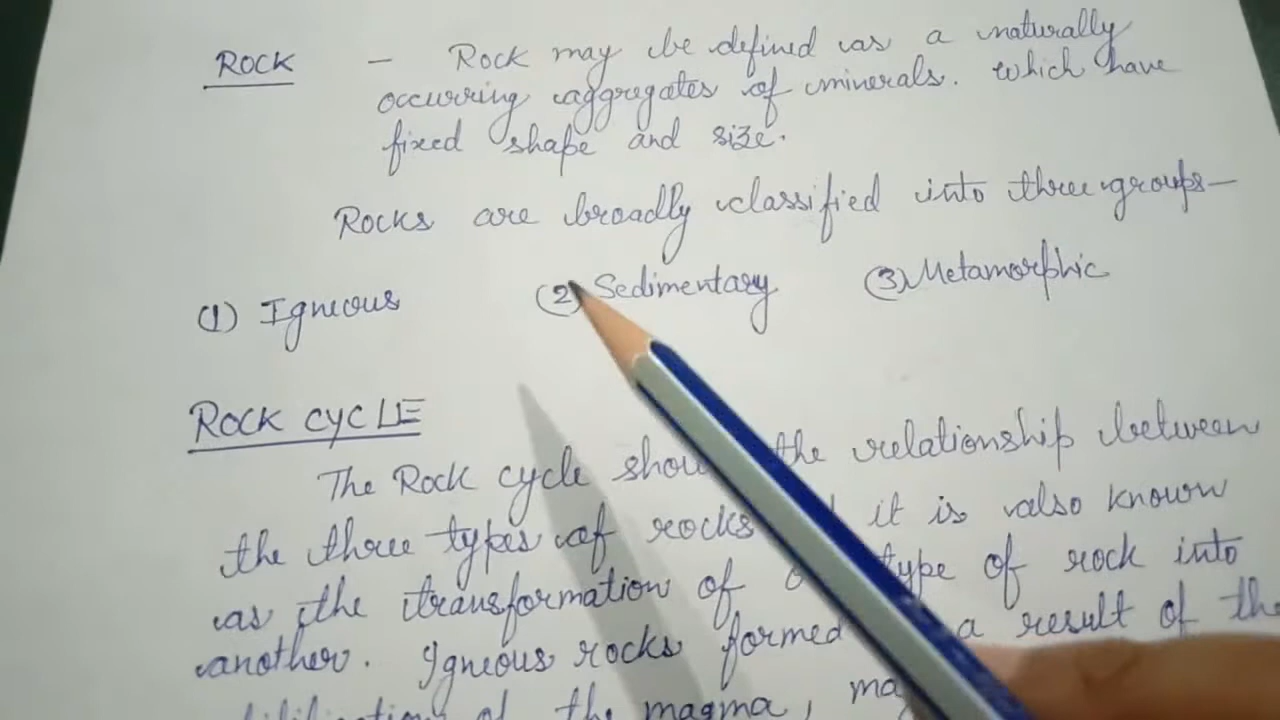 ROCK – Rock may be defined as a naturally
occurring aggregates of minerals. Which have
fixed shape and size.
Rocks are broadly classified into three groups–
(1) Igneous (2) Sedimentary (3) Metamorphic
ROCK CYCLE
The Rock cycle the relationship between
the three types of rocks it is also known
as the transformation of type of rock into
another. Igneous rocks formed a result of the
of the magma,